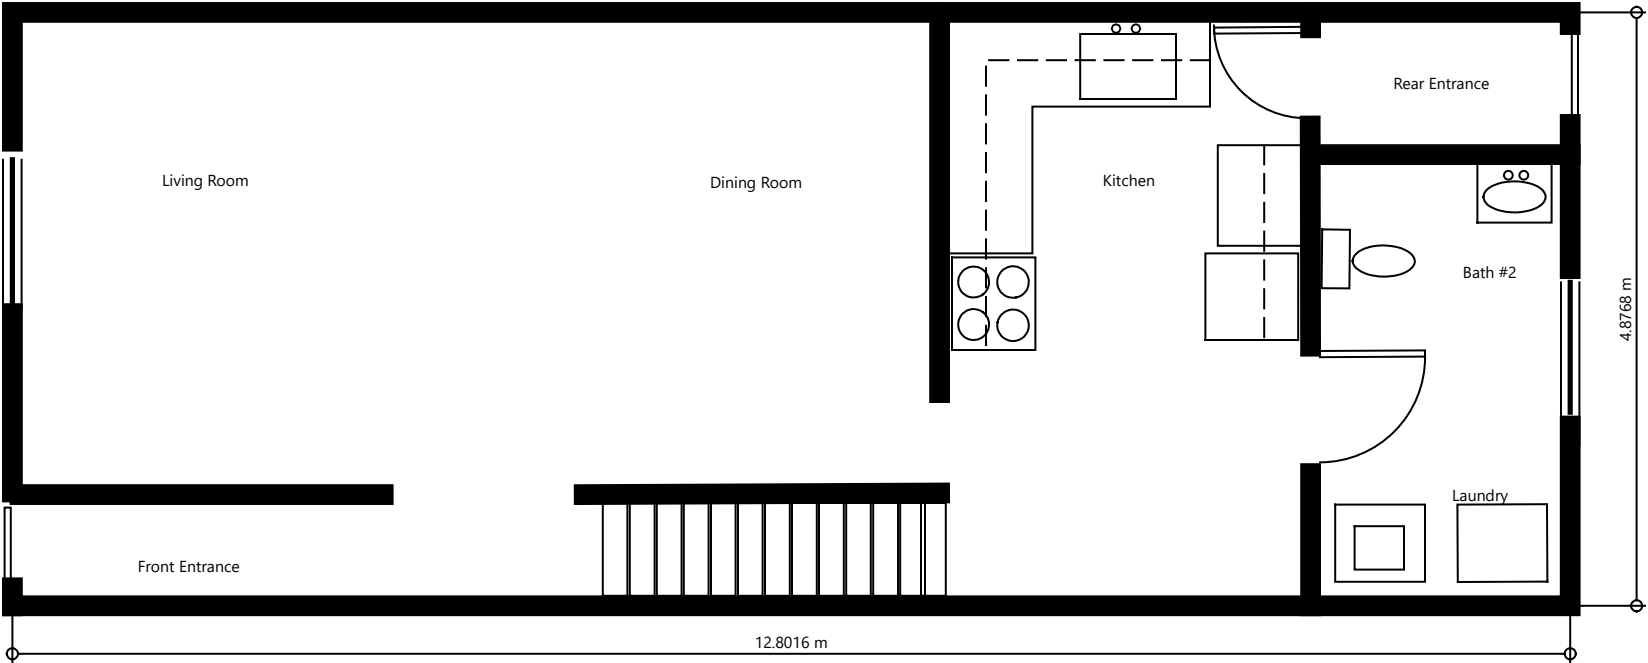 Rear Entrance
Living Room
Dining Room
Kitchen
Bath #2
4.8768 m
Laundry
Front Entrance
12.8016 m